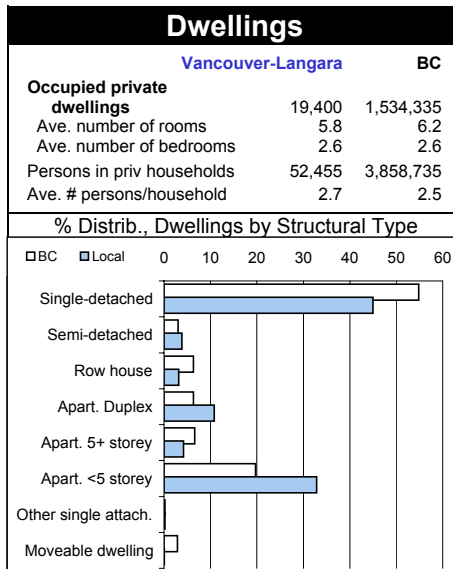 Dwellings
Vancouver-Langara BC
Occupied private
dwellings 19,400 1,534,335
Ave. number of rooms 5.8 6.2
Ave. number of bedrooms 2.6 2.6
Persons in priv households 52,455 3,858,735
Ave. # persons/household 2.7 2.5
% Distrib., Dwellings by Structural Type
BC Local 0 10 20 30 40 50 60
Single-detached
Semi-detached
Row house
Apart. Duplex
Apart. 5+ storey
Apart. <5 storey
Other single attach.
Moveable dwelling